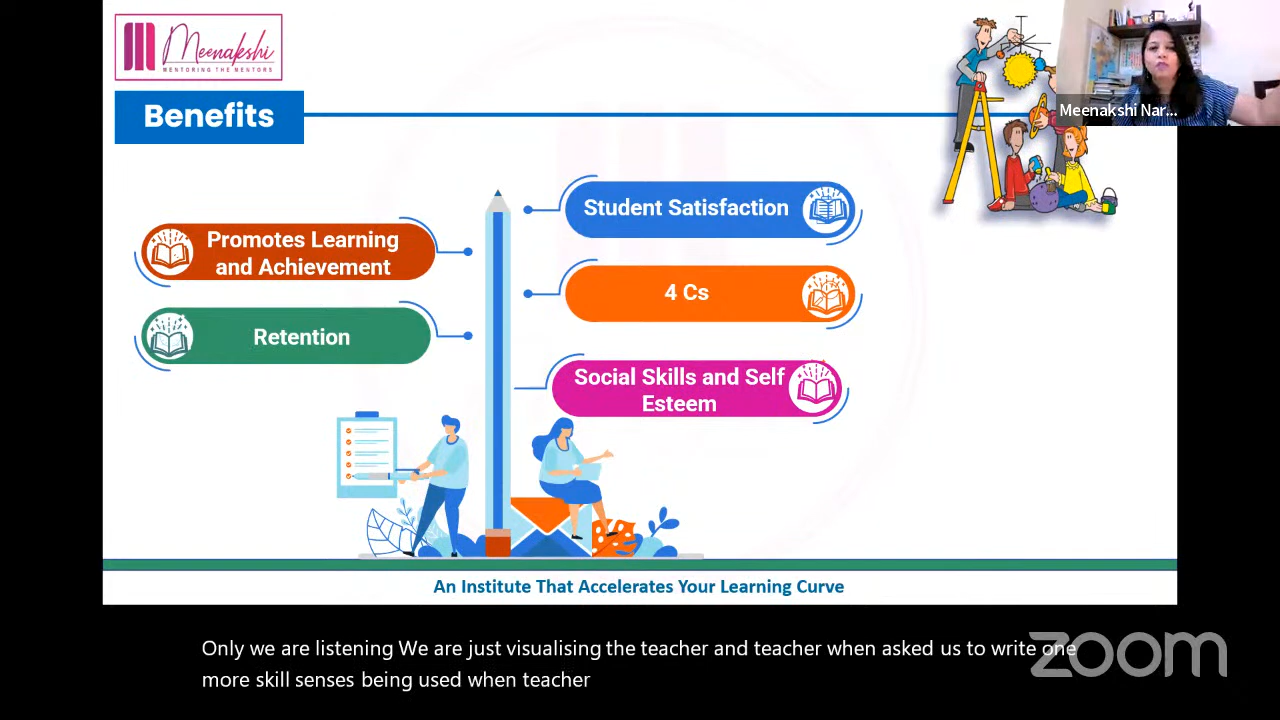 Meenakshi
MENTORING THE MENTORS
Benefits
Meenakshi Nar...
Promotes Learning
and Achievement
Retention
Student Satisfaction
4 Cs
Social Skills and Self
Esteem
An Institute That Accelerates Your Learning Curve
Only we are listening We are just visualising the teacher and teacher when asked us to write one
more skill senses being used when teacher
zoom